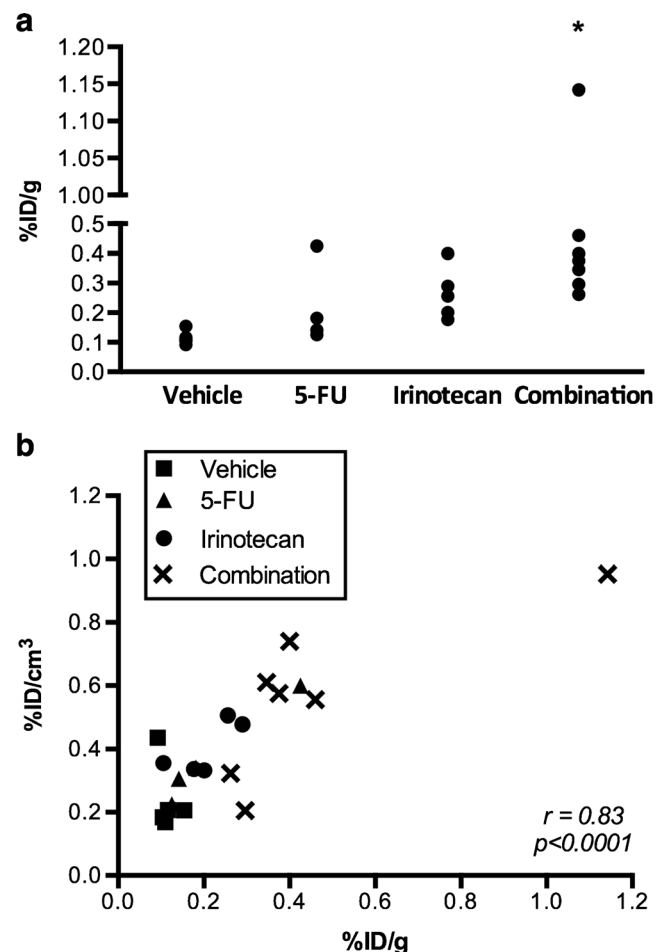 a
*
1.20
1.15
1.10
1.05
1.00
0.5
0.4
0.3
0.2
0.1
0.0
%ID/g
Vehicle 5-FU Irinotecan Combination
b
Vehicle
5-FU
Irinotecan
Combination
1.2
1.0
0.8
0.6
0.4
0.2
0.0
%ID/cm³
r = 0.83
p<0.0001
0.0 0.2 0.4 0.6 0.8 1.0 1.2
%ID/g